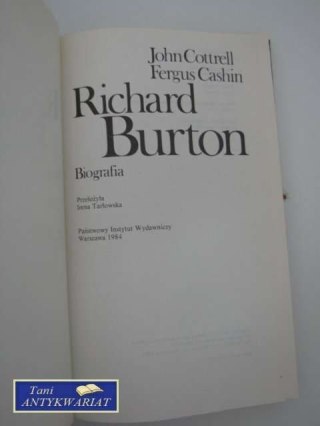 John Cottrell
Fergus Cashin
Richard
Burton
Biografia
Przełożyła
Irena Tarłowska
Państwowy Instytut Wydawniczy
Warszawa 1984
Tani
ANTYKWARIAT